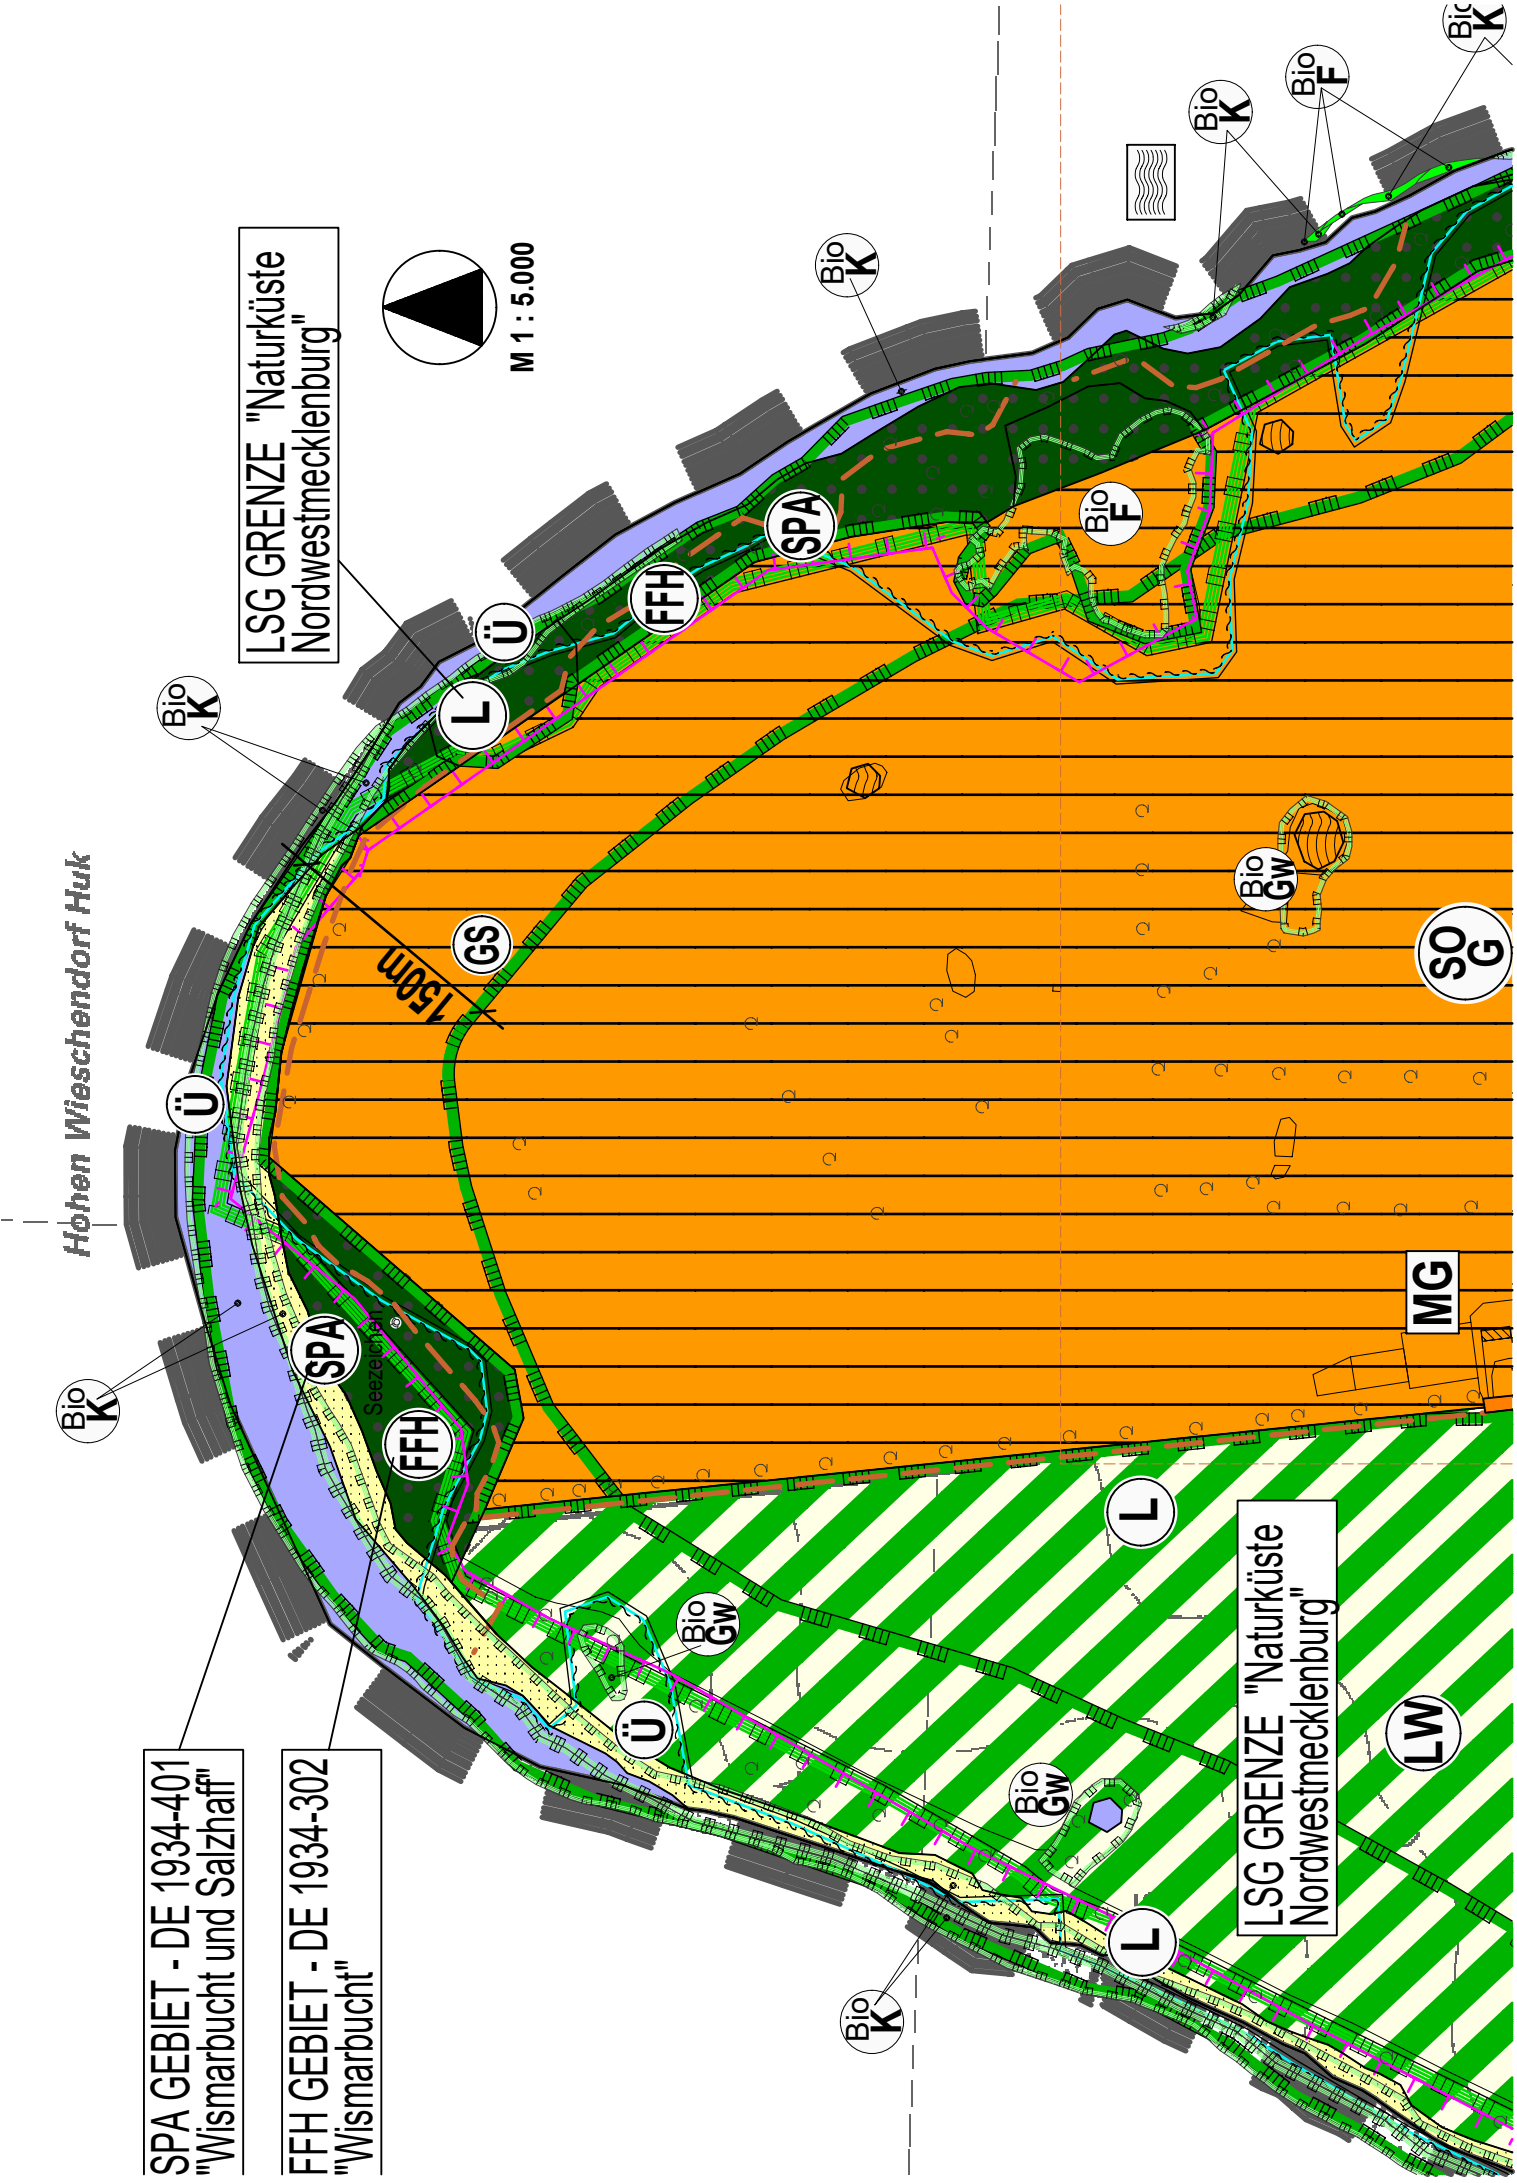 SPA GEBIET - DE 1934-401
"Wismarbucht und Salzhaff"
FFH GEBIET - DE 1934-302
"Wismarbucht"
Hohen Wieschendorf Huk
LSG GRENZE "Naturküste
Nordwestmecklenburg"
M 1 : 5.000
Bio
K
Bio
K
Bio
K
Bio
K
Bio
F
Bio
K
Bio
K
Ü
Ü
Ü
SPA
SPA
FFH
FFH
Seezeichen
L
L
L
GS
150m
Bio
F
Bio
Gw
Bio
Gw
Bio
Gw
SO
G
MG
LW
LSG GRENZE "Naturküste
Nordwestmecklenburg"